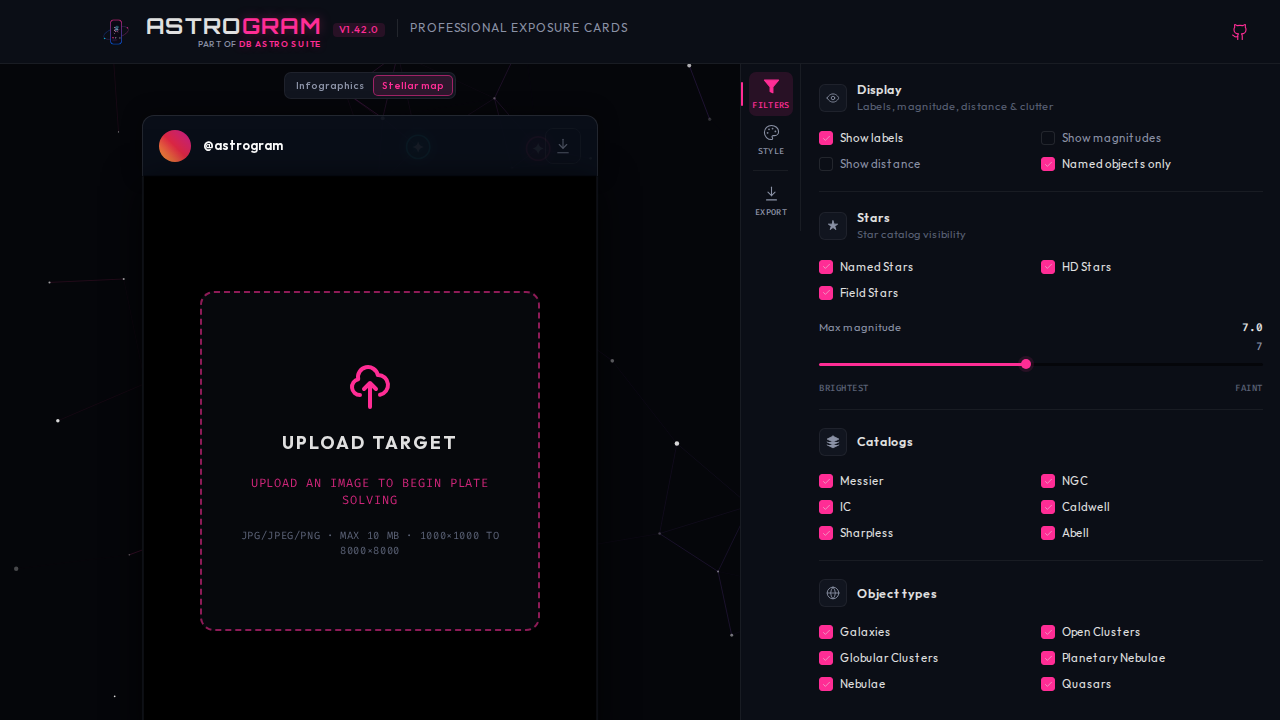 ASTROGRAM
PART OF DB ASTRO SUITE
V1.42.0
PROFESSIONAL EXPOSURE CARDS
Infographics
Stellar map
@astrogram
UPLOAD TARGET
UPLOAD AN IMAGE TO BEGIN PLATE
SOLVING
JPG/JPEG/PNG · MAX 10 MB · 1000×1000 TO
8000×8000
FILTERS
STYLE
EXPORT
Display
Labels, magnitude, distance & clutter
Show labels
Show magnitudes
Show distance
Named objects only
Stars
Star catalog visibility
Named Stars
HD Stars
Field Stars
Max magnitude
7.0
7
BRIGHTEST
FAINT
Catalogs
Messier
NGC
IC
Caldwell
Sharpless
Abell
Object types
Galaxies
Open Clusters
Globular Clusters
Planetary Nebulae
Nebulae
Quasars